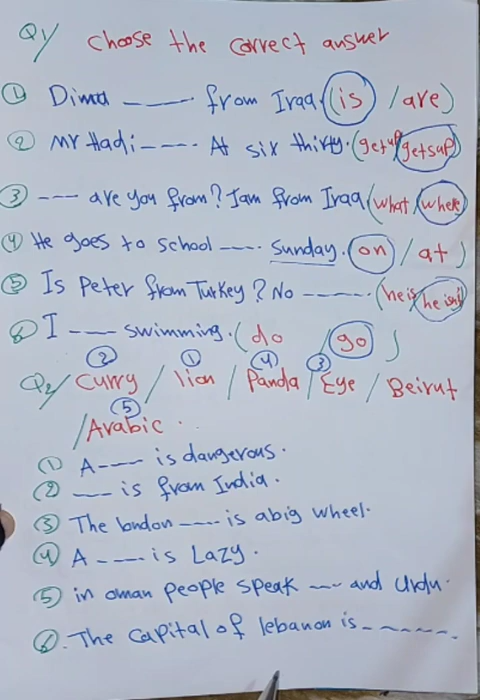 Q1/ choose the correct answer
① Dima ——— from Iraq. (is / are)
② Mr Hadi ---- At six thirty. (get up/getsup)
③ --- are you from? Iam from Iraq (what /where
④ He goes to school ---- Sunday. (on / at )
⑤ Is Peter from Turkey? No ------ (he is/he isn't
6 I --- swimming. (do / go )
② ① ④ ③
Q2/ Curry / lion / Panda / Eye / Beirut
⑤
/Arabic .
① A---- is dangerous.
② ---- is from India.
③ The london ---- is abig wheel.
④ A ---- is Lazy.
⑤ in oman people speak ---- and Urdu.
6. The capital of lebanon is ------.